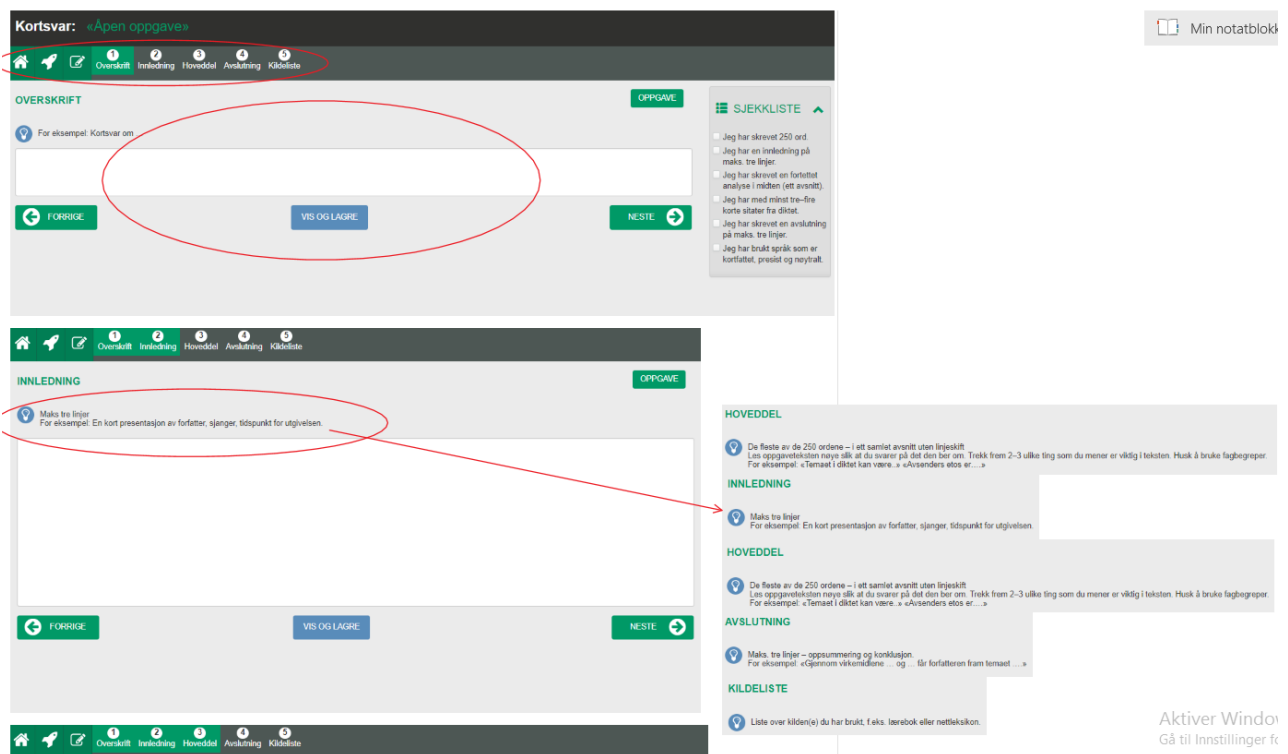 Kortsvar: «Åpen oppgave»
Min notatblokk
1 2 3 4 5
Overskrift Innledning Hoveddel Avslutning Kildeliste
OVERSKRIFT
OPPGAVE
For eksempel: Kortsvar om
FORRIGE
VIS OG LAGRE
NESTE
SJEKKLISTE
Jeg har skrevet 250 ord.
Jeg har en innledning på
maks. tre linjer.
Jeg har skrevet en fortettet
analyse i midten (ett avsnitt).
Jeg har med minst tre–fire
korte sitater fra diktet.
Jeg har skrevet en avslutning
på maks. tre linjer.
Jeg har brukt språk som er
kortfattet, presist og nøytralt.
1 2 3 4 5
Overskrift Innledning Hoveddel Avslutning Kildeliste
INNLEDNING
OPPGAVE
Maks tre linjer
For eksempel: En kort presentasjon av forfatter, sjanger, tidspunkt for utgivelsen.
FORRIGE
VIS OG LAGRE
NESTE
HOVEDDEL
De fleste av de 250 ordene – i ett samlet avsnitt uten linjeskift
Les oppgaveteksten nøye slik at du svarer på det den ber om. Trekk frem 2–3 ulike ting som du mener er viktig i teksten. Husk å bruke fagbegreper.
For eksempel: «Temaet i diktet kan være..» «Avsenders etos er....»
INNLEDNING
Maks tre linjer
For eksempel: En kort presentasjon av forfatter, sjanger, tidspunkt for utgivelsen.
HOVEDDEL
De fleste av de 250 ordene – i ett samlet avsnitt uten linjeskift
Les oppgaveteksten nøye slik at du svarer på det den ber om. Trekk frem 2–3 ulike ting som du mener er viktig i teksten. Husk å bruke fagbegreper.
For eksempel: «Temaet i diktet kan være..» «Avsenders etos er....»
AVSLUTNING
Maks. tre linjer – oppsummering og konklusjon.
For eksempel: «Gjennom virkemidlene ... og ... får forfatteren fram temaet ....»
KILDELISTE
Liste over kilden(e) du har brukt, f.eks. lærebok eller nettleksikon.
1 2 3 4 5
Overskrift Innledning Hoveddel Avslutning Kildeliste
Aktiver Windov
Gå til Innstillinger fo